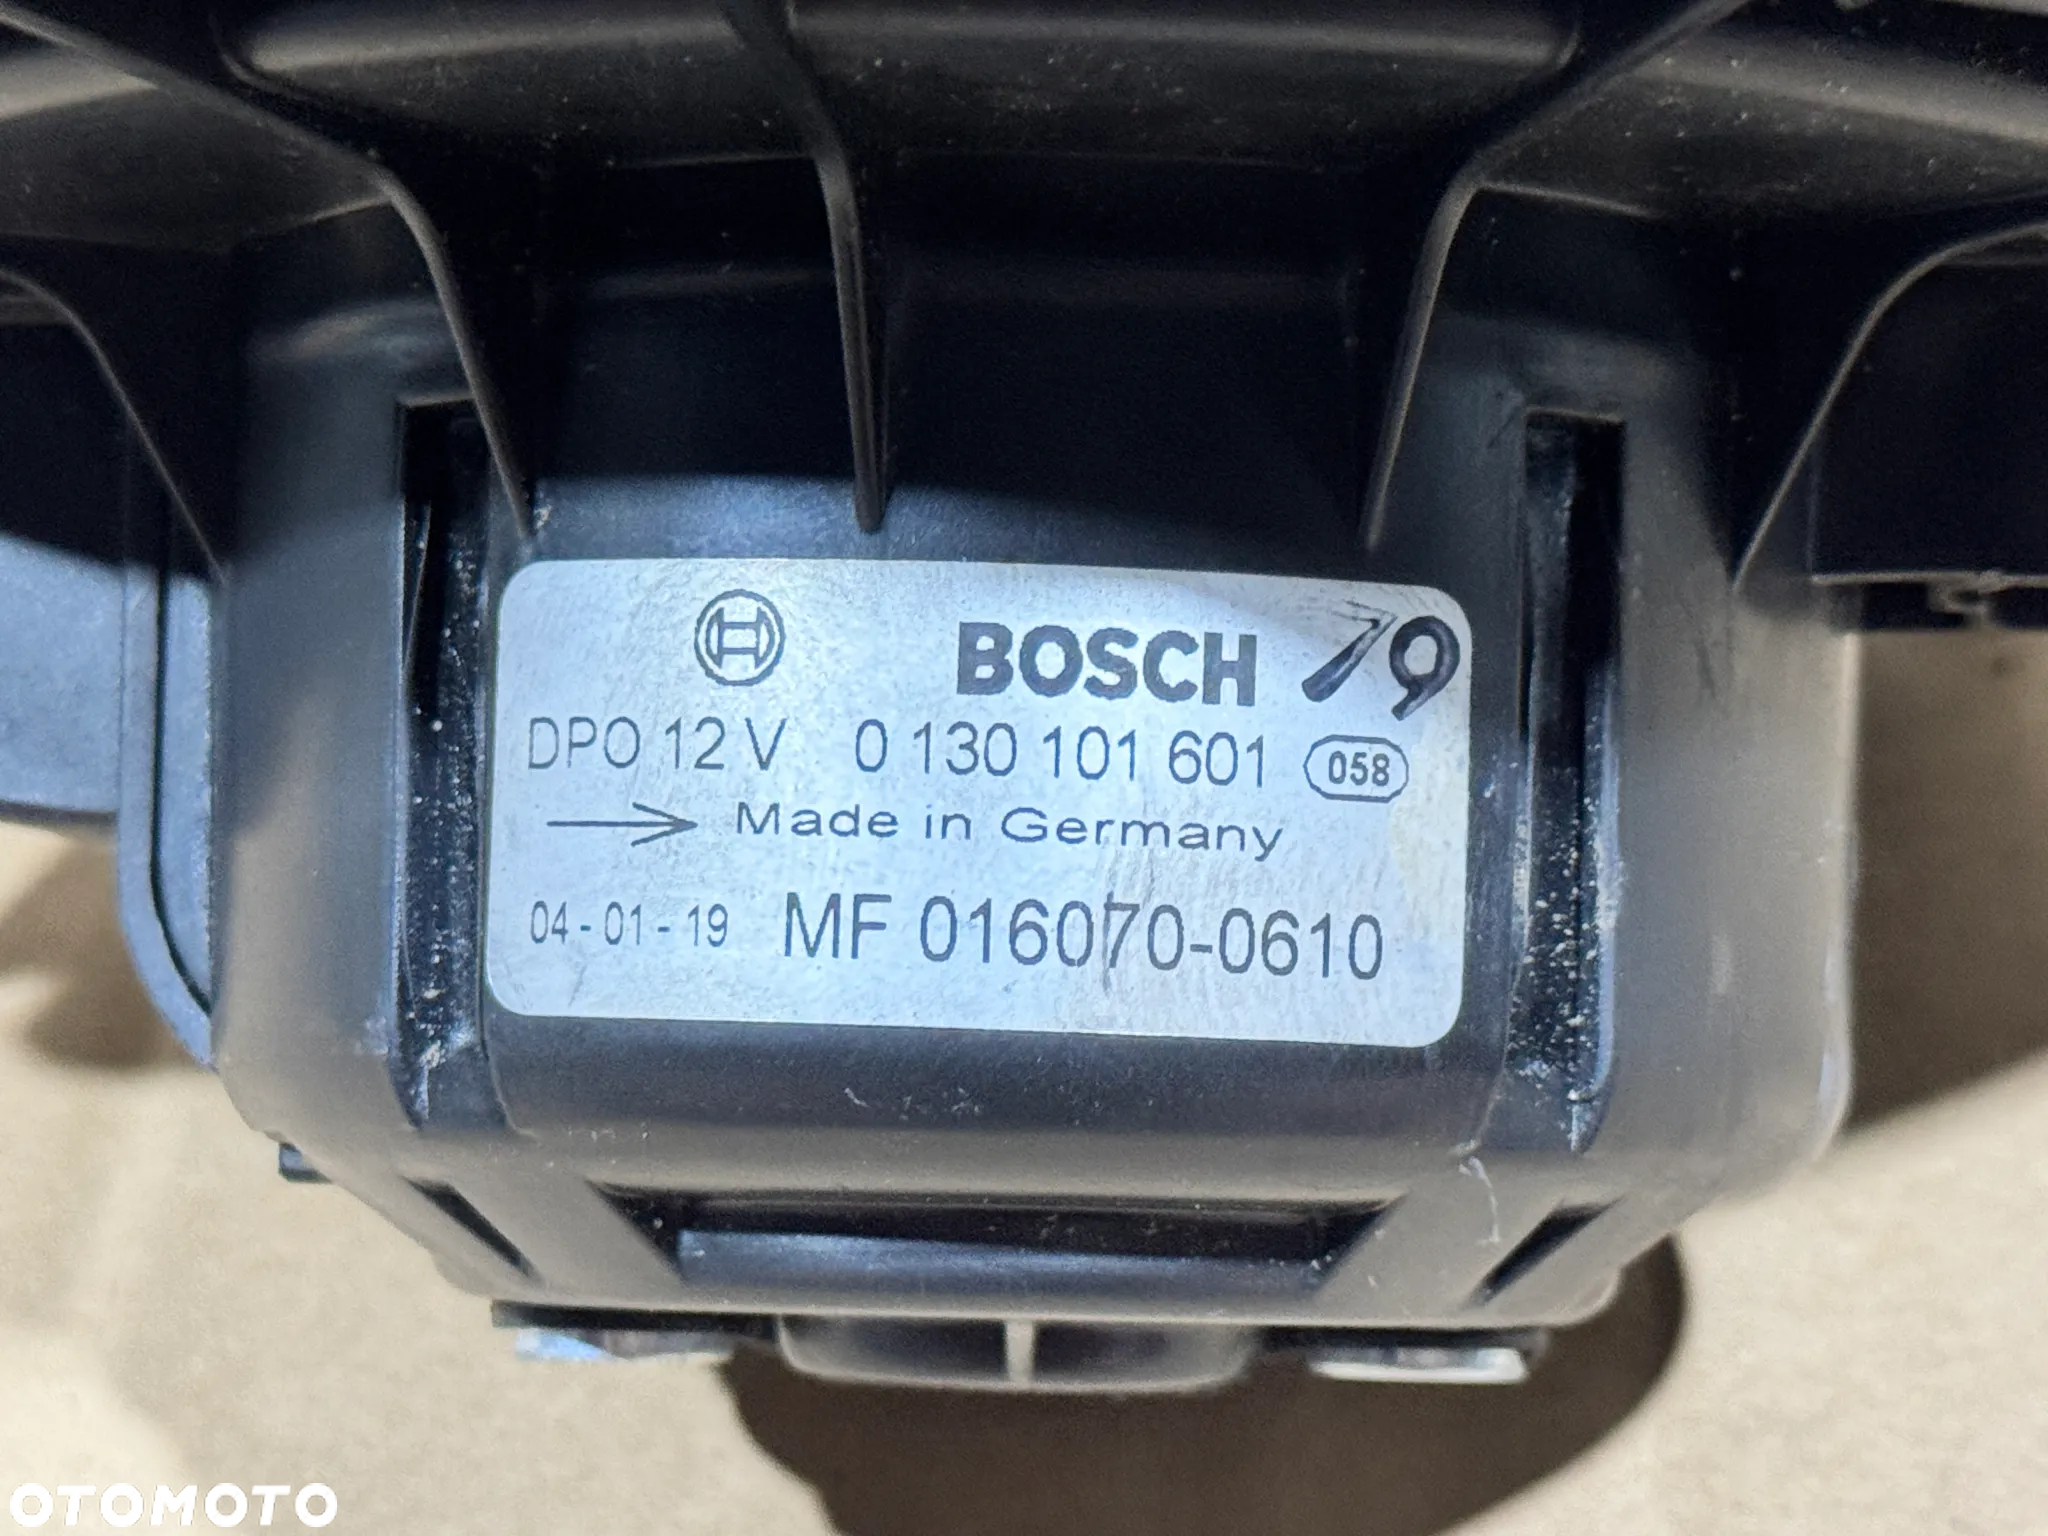 BOSCH 79
DPO 12 V 0 130 101 601 058
Made in Germany
04-01-19 MF 016070-0610
OTOMOTO